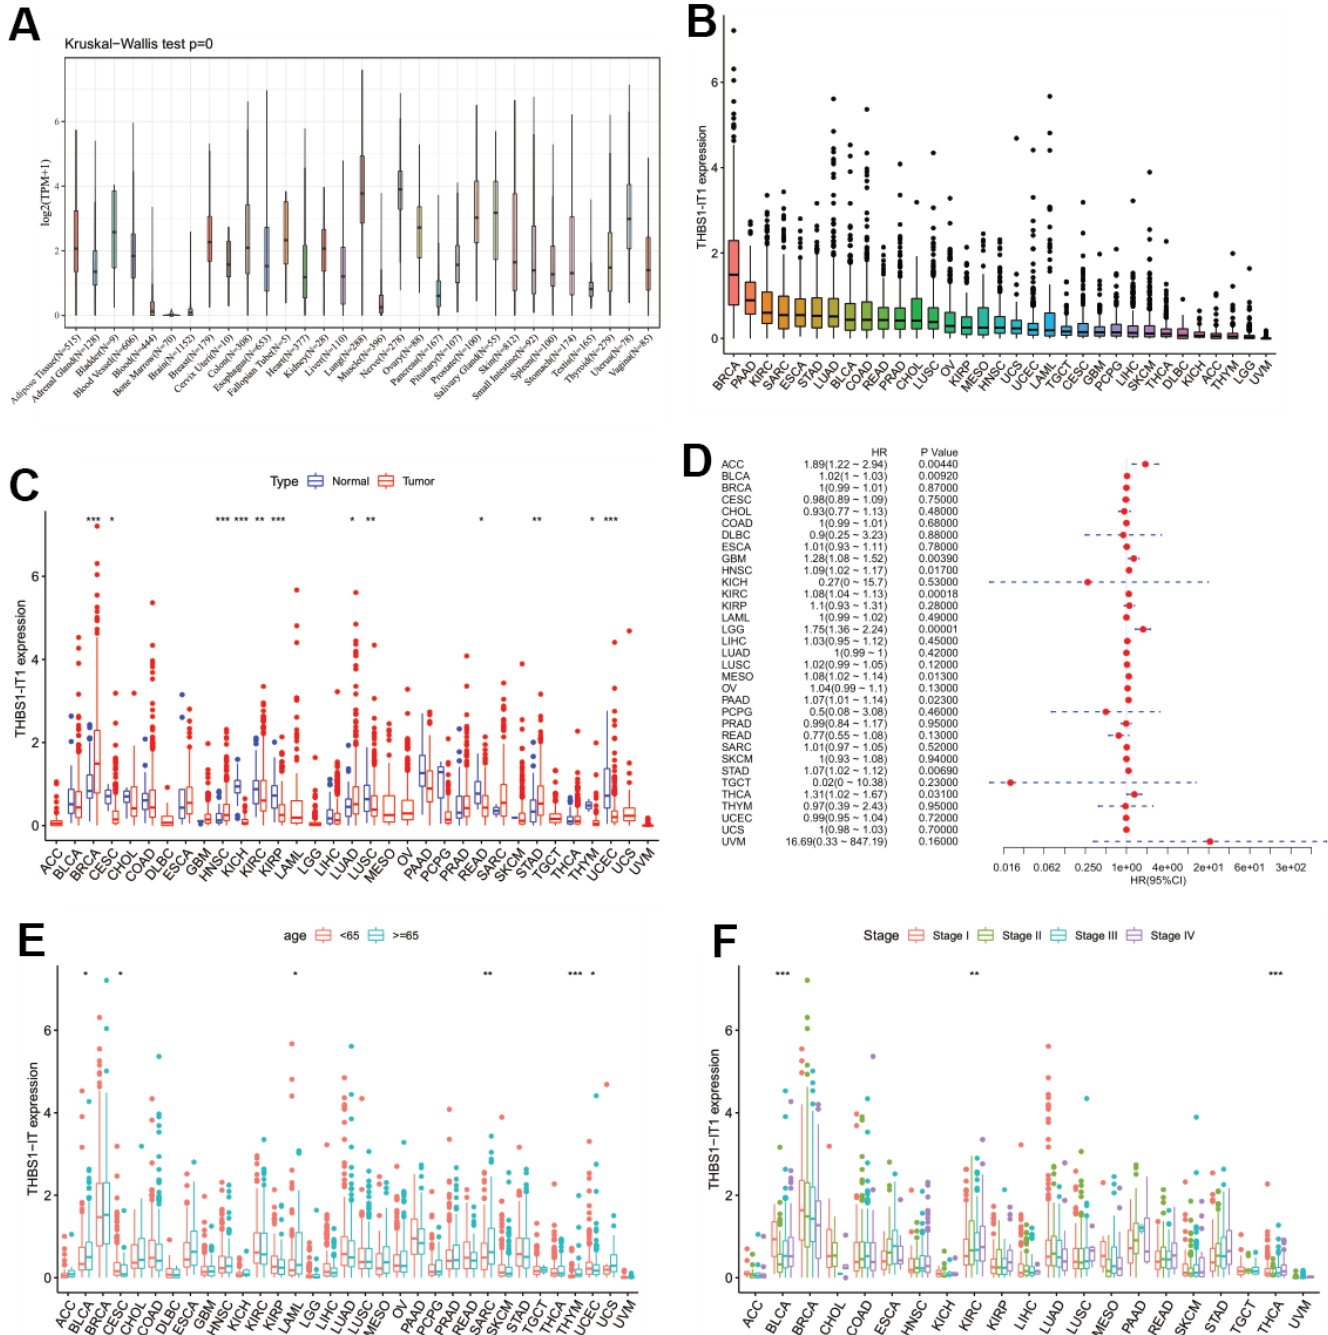 A
Kruskal−Wallis test p=0
log2(TPM+1)
6
4
2
0
Adipose Tissue(N=515)
Adrenal Gland(N=128)
Bladder(N=9)
Blood Vessel(N=606)
Blood(N=444)
Bone Marrow(N=70)
Brain(N=1152)
Breast(N=179)
Cervix Uteri(N=10)
Colon(N=308)
Esophagus(N=653)
Fallopian Tube(N=5)
Heart(N=377)
Kidney(N=28)
Liver(N=110)
Lung(N=288)
Muscle(N=396)
Nerve(N=278)
Ovary(N=88)
Pancreas(N=167)
Pituitary(N=107)
Prostate(N=100)
Salivary Gland(N=55)
Skin(N=812)
Small Intestine(N=92)
Spleen(N=100)
Stomach(N=174)
Testis(N=165)
Thyroid(N=279)
Uterus(N=78)
Vagina(N=85)
B
THBS1-IT1 expression
6
4
2
0
BRCA PAAD KIRC SARC ESCA STAD LUAD BLCA COAD READ PRAD CHOL LUSC OV KIRP MESO HNSC UCS UCEC LAML TGCT CESC GBM PCPG LIHC SKCM THCA DLBC KICH ACC THYM LGG UVM
C
Type Normal Tumor
*** * *** *** ** *** * ** * ** * ***
THBS1-IT1 expression
6
4
2
0
ACC BLCA BRCA CESC CHOL COAD DLBC ESCA GBM HNSC KICH KIRC KIRP LAML LGG LIHC LUAD LUSC MESO OV PAAD PCPG PRAD READ SARC SKCM STAD TGCT THCA THYM UCEC UCS UVM
D
HR P Value
ACC 1.89(1.22 ~ 2.94) 0.00440
BLCA 1.02(1 ~ 1.03) 0.00920
BRCA 1(0.99 ~ 1.01) 0.87000
CESC 0.98(0.89 ~ 1.09) 0.75000
CHOL 0.93(0.77 ~ 1.13) 0.48000
COAD 1(0.99 ~ 1.01) 0.68000
DLBC 0.9(0.25 ~ 3.23) 0.88000
ESCA 1.01(0.93 ~ 1.11) 0.78000
GBM 1.28(1.08 ~ 1.52) 0.00390
HNSC 1.09(1.02 ~ 1.17) 0.01700
KICH 0.27(0 ~ 15.7) 0.53000
KIRC 1.08(1.04 ~ 1.13) 0.00018
KIRP 1.1(0.93 ~ 1.31) 0.28000
LAML 1(0.99 ~ 1.02) 0.49000
LGG 1.75(1.36 ~ 2.24) 0.00001
LIHC 1.03(0.95 ~ 1.12) 0.45000
LUAD 1(0.99 ~ 1) 0.42000
LUSC 1.02(0.99 ~ 1.05) 0.12000
MESO 1.08(1.02 ~ 1.14) 0.01300
OV 1.04(0.99 ~ 1.1) 0.13000
PAAD 1.07(1.01 ~ 1.14) 0.02300
PCPG 0.5(0.08 ~ 3.08) 0.46000
PRAD 0.99(0.84 ~ 1.17) 0.95000
READ 0.77(0.55 ~ 1.08) 0.13000
SARC 1.01(0.97 ~ 1.05) 0.52000
SKCM 1(0.93 ~ 1.08) 0.94000
STAD 1.07(1.02 ~ 1.12) 0.00690
TGCT 0.02(0 ~ 10.38) 0.23000
THCA 1.31(1.02 ~ 1.67) 0.03100
THYM 0.97(0.39 ~ 2.43) 0.95000
UCEC 0.99(0.95 ~ 1.04) 0.72000
UCS 1(0.98 ~ 1.03) 0.70000
UVM 16.69(0.33 ~ 847.19) 0.16000
0.016 0.062 0.250 1e+00 4e+00 2e+01 6e+01 3e+02
HR(95%CI)
E
age <65 >=65
* * * ** *** *
THBS1−IT expression
6
4
2
0
ACC BLCA BRCA CESC CHOL COAD DLBC ESCA GBM HNSC KICH KIRC KIRP LAML LGG LIHC LUAD LUSC MESO OV PAAD PCPG PRAD READ SARC SKCM STAD TGCT THCA THYM UCEC UCS UVM
F
Stage Stage I Stage II Stage III Stage IV
*** ** ***
THBS1−IT1 expression
6
4
2
0
ACC BLCA BRCA CHOL COAD ESCA HNSC KICH KIRC KIRP LIHC LUAD LUSC MESO PAAD READ SKCM STAD TGCT THCA UVM